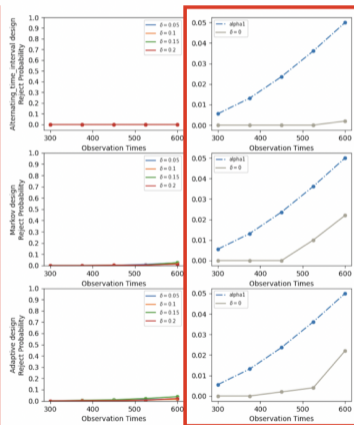 Alternating_time_interval design
Reject Probability
1.0
0.9
0.8
0.7
0.6
0.5
0.4
0.3
0.2
0.1
0.0
δ = 0.05
δ = 0.1
δ = 0.15
δ = 0.2
300 400 500 600
Observation Times
0.05
0.04
0.03
0.02
0.01
0.00
alpha1
δ = 0
300 400 500 600
Observation Times
Markov design
Reject Probability
1.0
0.9
0.8
0.7
0.6
0.5
0.4
0.3
0.2
0.1
0.0
δ = 0.05
δ = 0.1
δ = 0.15
δ = 0.2
300 400 500 600
Observation Times
0.05
0.04
0.03
0.02
0.01
0.00
alpha1
δ = 0
300 400 500 600
Observation Times
Adaptive design
Reject Probability
1.0
0.9
0.8
0.7
0.6
0.5
0.4
0.3
0.2
0.1
0.0
δ = 0.05
δ = 0.1
δ = 0.15
δ = 0.2
300 400 500 600
Observation Times
0.05
0.04
0.03
0.02
0.01
0.00
alpha1
δ = 0
300 400 500 600
Observation Times